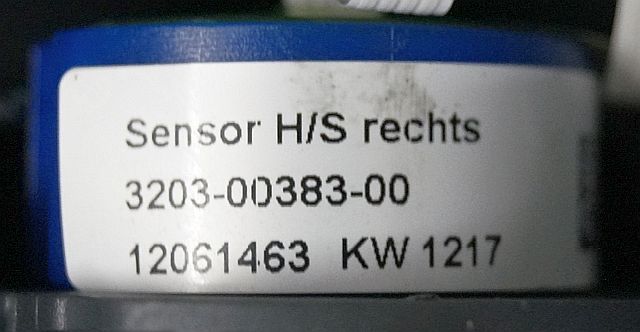 Sensor H/S rechts
3203-00383-00
12061463 KW 1217